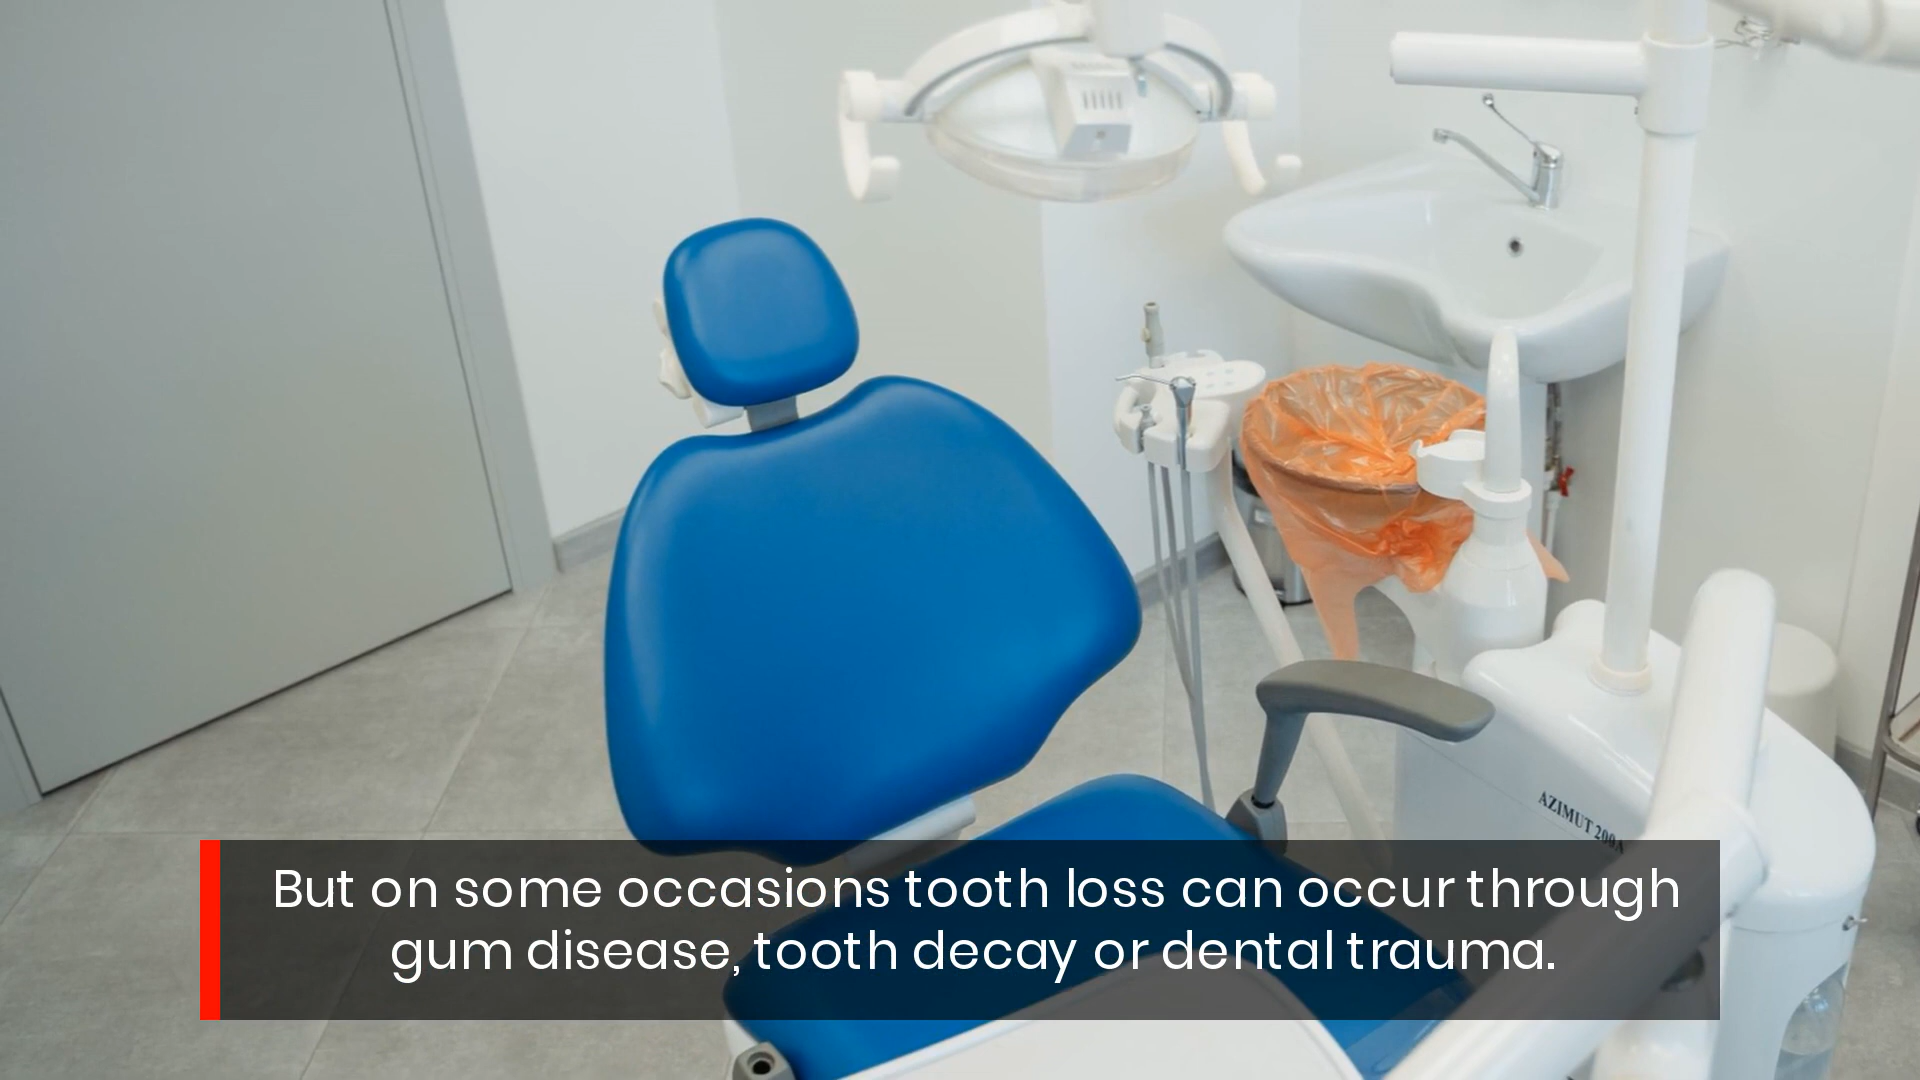 AZIMUT 200A
But on some occasions tooth loss can occur through
gum disease, tooth decay or dental trauma.